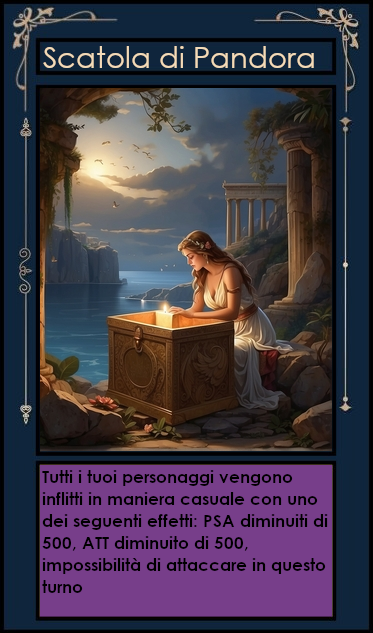 Scatola di Pandora
Tutti i tuoi personaggi vengono
inflitti in maniera casuale con uno
dei seguenti effetti: PSA diminuiti di
500, ATT diminuito di 500,
impossibilità di attaccare in questo
turno